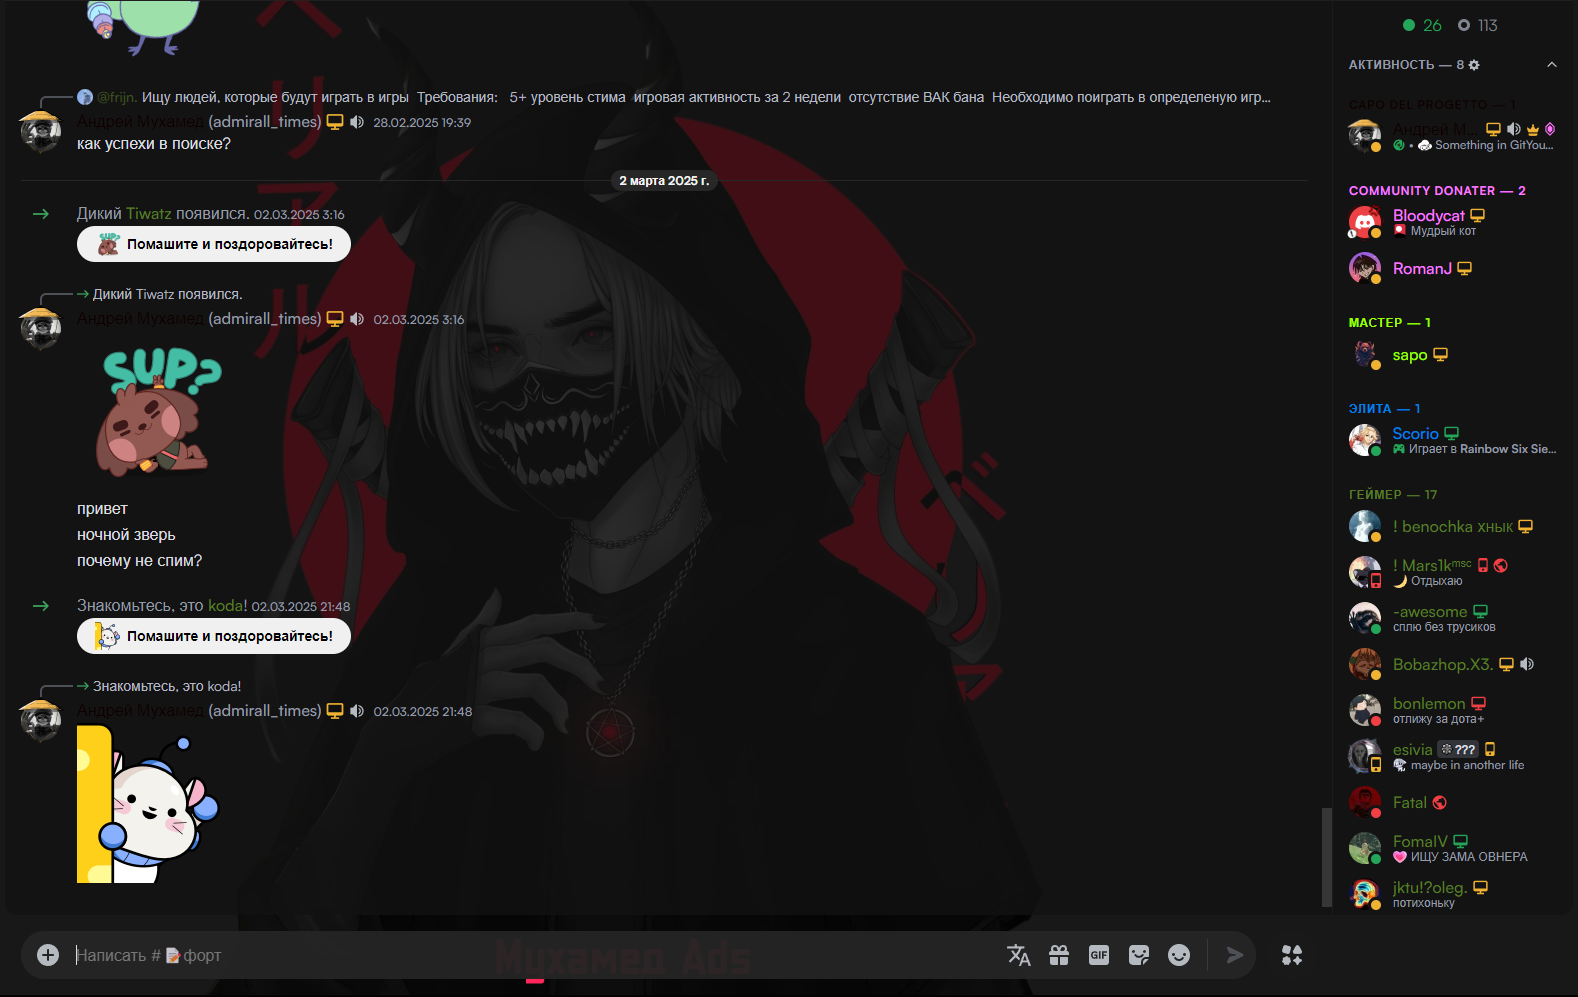 @frijn. Ищу людей, которые будут играть в игры Требования: 5+ уровень стима игровая активность за 2 недели отсутствие ВАК бана Необходимо поиграть в определеную игр...
Андрей Мухамед (admirall_times) 28.02.2025 19:39
как успехи в поиске?
2 марта 2025 г.
Дикий Tiwatz появился. 02.03.2025 3:16
SUP?
Помашите и поздоровайтесь!
Дикий Tiwatz появился.
Андрей Мухамед (admirall_times) 02.03.2025 3:16
SUP?
привет
ночной зверь
почему не спим?
Знакомьтесь, это koda! 02.03.2025 21:48
Помашите и поздоровайтесь!
Знакомьтесь, это koda!
Андрей Мухамед (admirall_times) 02.03.2025 21:48
Написать # форт
Мухамед Ads
GIF
26 113
АКТИВНОСТЬ — 8
CAPO DEL PROGETTO — 1
Андрей М...
• Something in GitYou...
COMMUNITY DONATER — 2
Bloodycat
Мудрый кот
RomanJ
МАСТЕР — 1
sapo
ЭЛИТА — 1
Scorio
Играет в Rainbow Six Sie...
ГЕЙМЕР — 17
! benochka хнык
! Mars1kᵐˢᶜ
Отдыхаю
-awesome
сплю без трусиков
Bobazhop.X3.
bonlemon
отлижу за дота+
esivia ???
maybe in another life
Fatal
FomaIV
ИЩУ ЗАМА ОВНЕРА
jktu!?oleg.
потихоньку